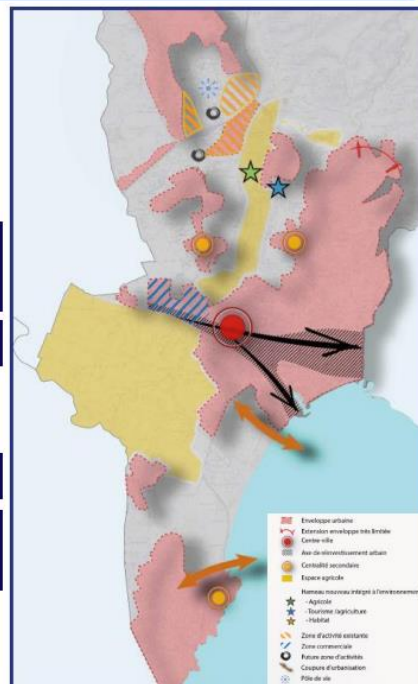 Enveloppe urbaine
Extension enveloppe très limitée
Centre-ville
Axe de réinvestissement urbain
Centralité secondaire
Espace agricole
Hameau nouveau intégré à l'environnement
- Agricole
- Tourisme /agriculture
- Habitat
Zone d'activité existante
Zone commerciale
Future zone d'activités
Coupure d'urbanisation
Pôle de vie